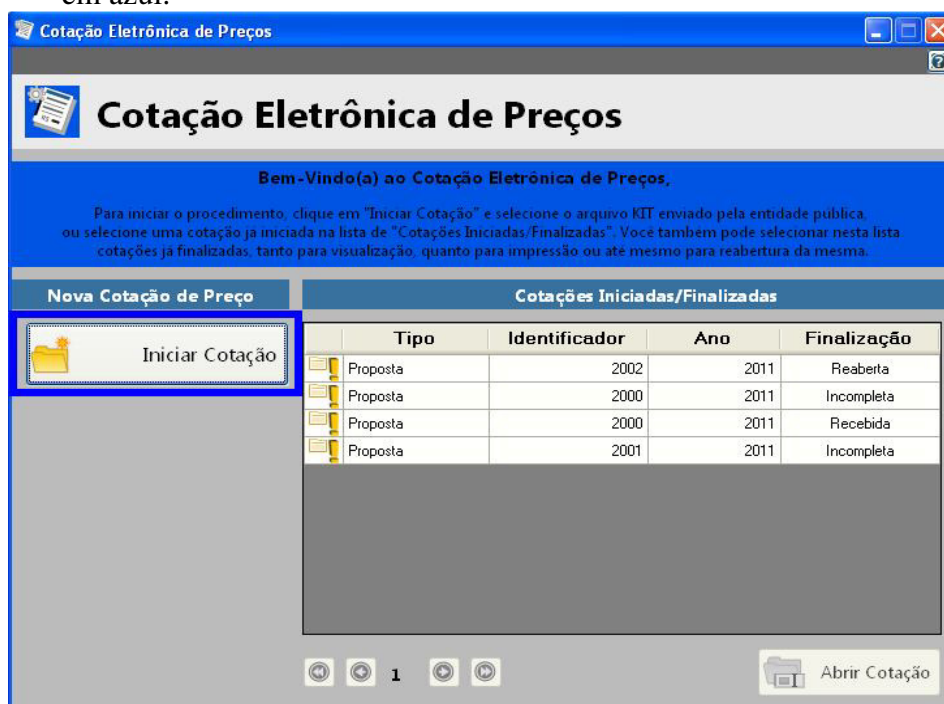 em azul.
Cotação Eletrônica de Preços
Cotação Eletrônica de Preços
Bem-Vindo(a) ao Cotação Eletrônica de Preços,
Para iniciar o procedimento, clique em "Iniciar Cotação" e selecione o arquivo KIT enviado pela entidade pública,
ou selecione uma cotação já iniciada na lista de "Cotações Iniciadas/Finalizadas". Você também pode selecionar nesta lista
cotações já finalizadas, tanto para visualização, quanto para impressão ou até mesmo para reabertura da mesma.
Nova Cotação de Preço
Cotações Iniciadas/Finalizadas
Iniciar Cotação
Tipo Identificador Ano Finalização
Proposta 2002 2011 Reaberta
Proposta 2000 2011 Incompleta
Proposta 2000 2011 Recebida
Proposta 2001 2011 Incompleta
1
Abrir Cotação